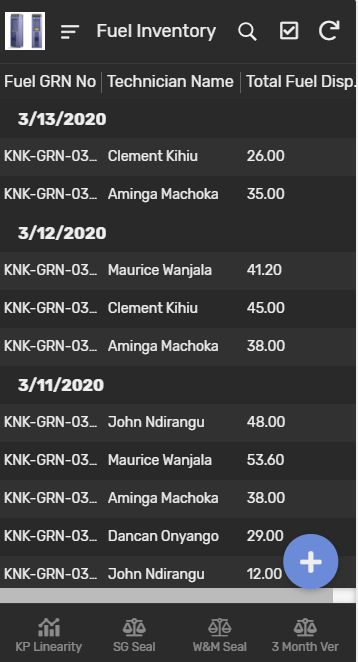 Fuel Inventory
Fuel GRN No Technician Name Total Fuel Disp.
3/13/2020
KNK-GRN-03... Clement Kihiu 26.00
KNK-GRN-03... Aminga Machoka 35.00
3/12/2020
KNK-GRN-03... Maurice Wanjala 41.20
KNK-GRN-03... Clement Kihiu 45.00
KNK-GRN-03... Aminga Machoka 38.00
3/11/2020
KNK-GRN-03... John Ndirangu 48.00
KNK-GRN-03... Maurice Wanjala 53.60
KNK-GRN-03... Aminga Machoka 38.00
KNK-GRN-03... Dancan Onyango 29.00
KNK-GRN-03... John Ndirangu 12.00
KP Linearity SG Seal W&M Seal 3 Month Ver